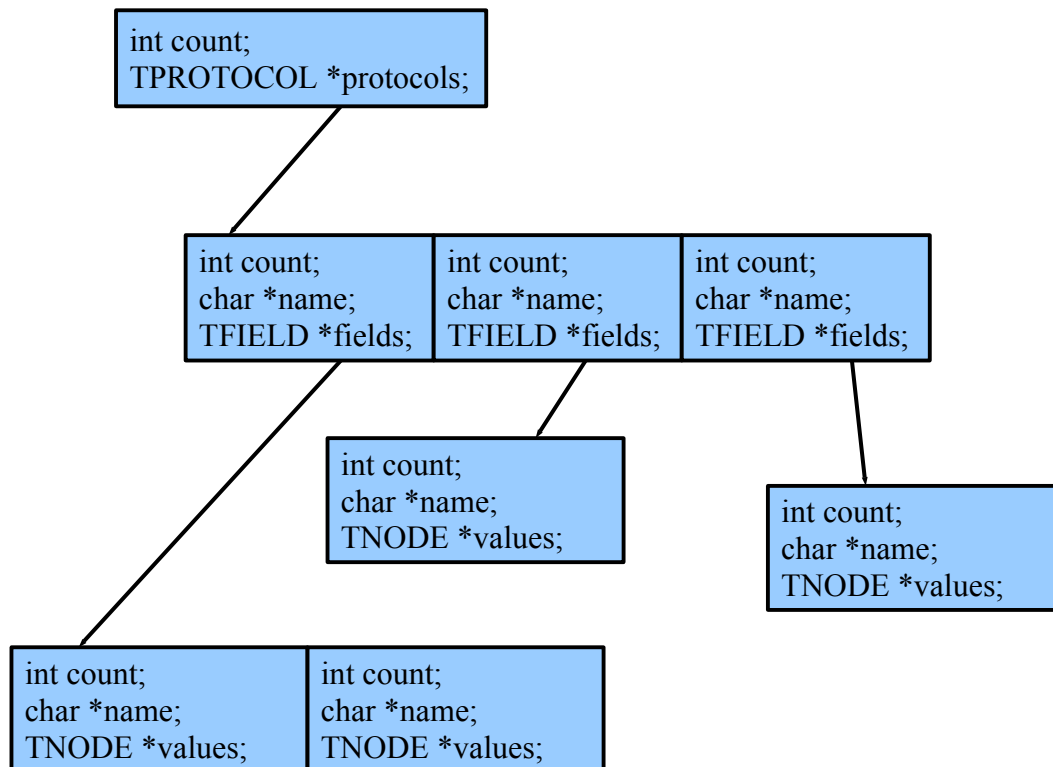 int count;
TPROTOCOL *protocols;
int count;
char *name;
TFIELD *fields;
int count;
char *name;
TFIELD *fields;
int count;
char *name;
TFIELD *fields;
int count;
char *name;
TNODE *values;
int count;
char *name;
TNODE *values;
int count;
char *name;
TNODE *values;
int count;
char *name;
TNODE *values;